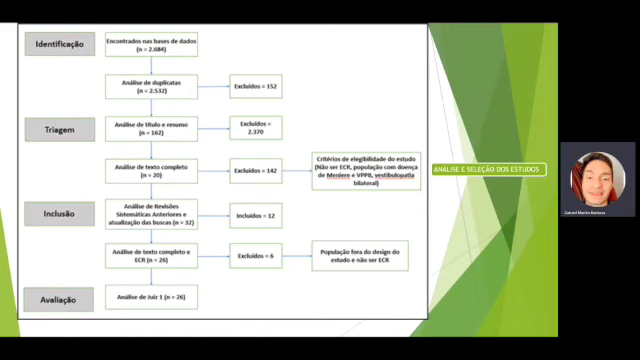 Identificação
Encontrados nas bases de dados
(n = 2.684)
Análise de duplicatas
(n = 2.532)
Excluídos = 152
Triagem
Análise de título e resumo
(n = 162)
Excluídos =
2.370
Análise de texto completo
(n = 20)
Excluídos = 142
Critérios de elegibilidade do estudo
(Não ser ECR, população com doença
de Meniere e VPPB, vestibulopatia
bilateral)
ANÁLISE E SELEÇÃO DOS ESTUDOS
Inclusão
Análise de Revisões
Sistemáticas Anteriores e
atualização das buscas (n = 32)
Incluídos = 12
Análise de texto completo e
ECR (n = 26)
Excluídos = 6
População fora do design do
estudo e não ser ECR
Avaliação
Análise de Juiz 1 (n = 26)
Gabriel Martins Barbosa